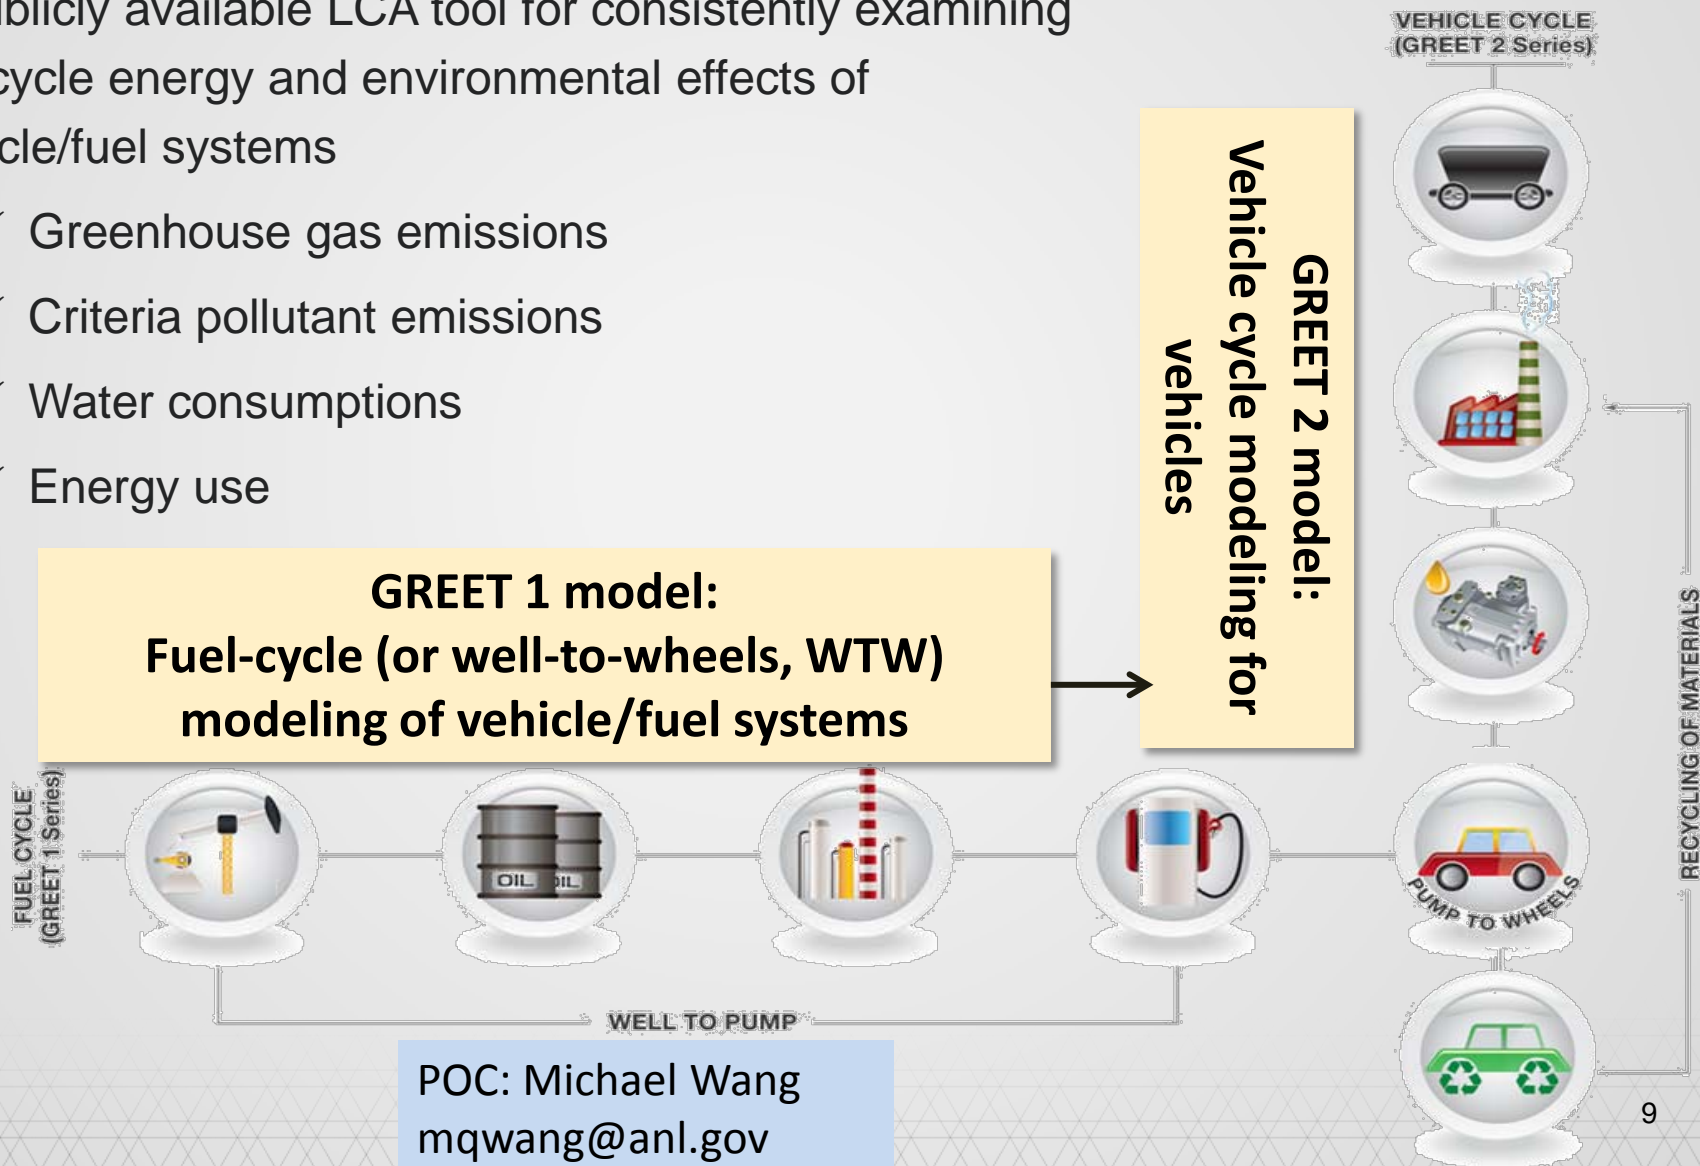 blicly available LCA tool for consistently examining
cycle energy and environmental effects of
cle/fuel systems
✓ Greenhouse gas emissions
✓ Criteria pollutant emissions
✓ Water consumptions
✓ Energy use
GREET 1 model:
Fuel-cycle (or well-to-wheels, WTW)
modeling of vehicle/fuel systems
GREET 2 model:
Vehicle cycle modeling for
vehicles
VEHICLE CYCLE
(GREET 2 Series)
RECYCLING OF MATERIALS
FUEL CYCLE
(GREET 1 Series)
OIL
OIL
PUMP TO WHEELS
WELL TO PUMP
POC: Michael Wang
mqwang@anl.gov
9